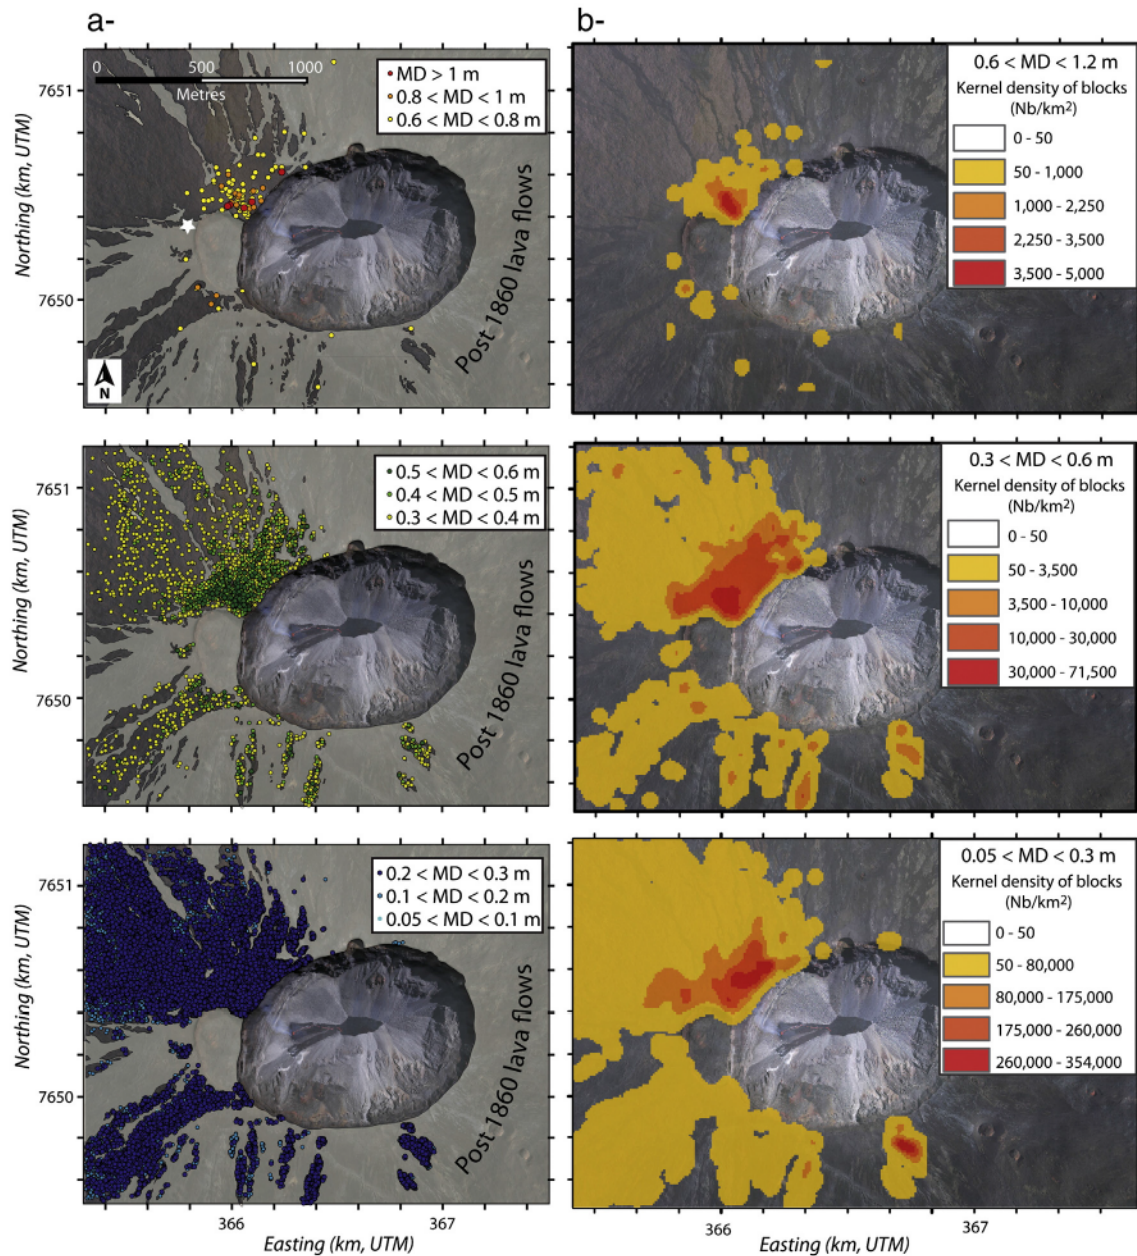 a-
b-
0 500 1000
Metres
MD > 1 m
0.8 < MD < 1 m
0.6 < MD < 0.8 m
7651
7650
Northing (km, UTM)
N
Post 1860 lava flows
0.6 < MD < 1.2 m
Kernel density of blocks
(Nb/km²)
0 - 50
50 - 1,000
1,000 - 2,250
2,250 - 3,500
3,500 - 5,000
0.5 < MD < 0.6 m
0.4 < MD < 0.5 m
0.3 < MD < 0.4 m
7651
7650
Northing (km, UTM)
Post 1860 lava flows
0.3 < MD < 0.6 m
Kernel density of blocks
(Nb/km²)
0 - 50
50 - 3,500
3,500 - 10,000
10,000 - 30,000
30,000 - 71,500
0.2 < MD < 0.3 m
0.1 < MD < 0.2 m
0.05 < MD < 0.1 m
7651
7650
Northing (km, UTM)
Post 1860 lava flows
366 367
Easting (km, UTM)
0.05 < MD < 0.3 m
Kernel density of blocks
(Nb/km²)
0 - 50
50 - 80,000
80,000 - 175,000
175,000 - 260,000
260,000 - 354,000
366 367
Easting (km, UTM)